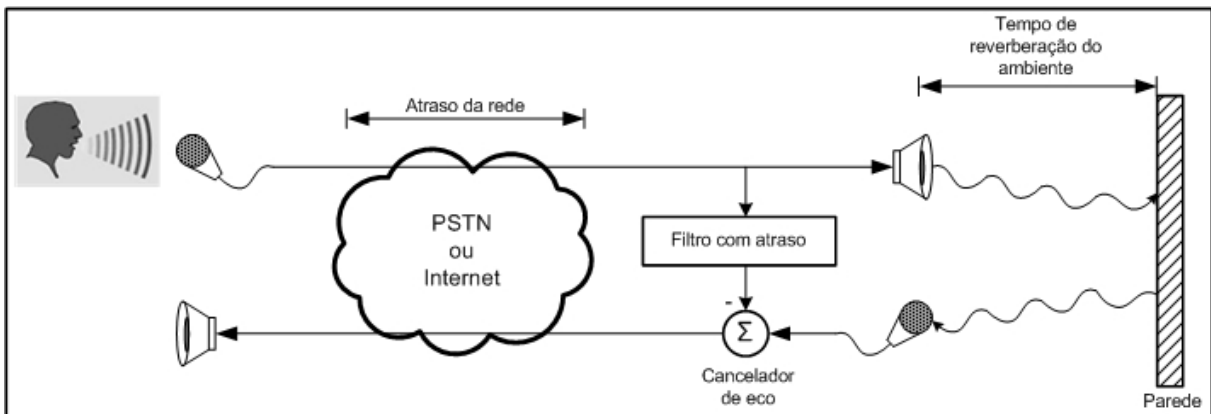 Tempo de
reverberação do
ambiente
Atraso da rede
PSTN
ou
Internet
Filtro com atraso
-
Σ
Cancelador
de eco
Parede